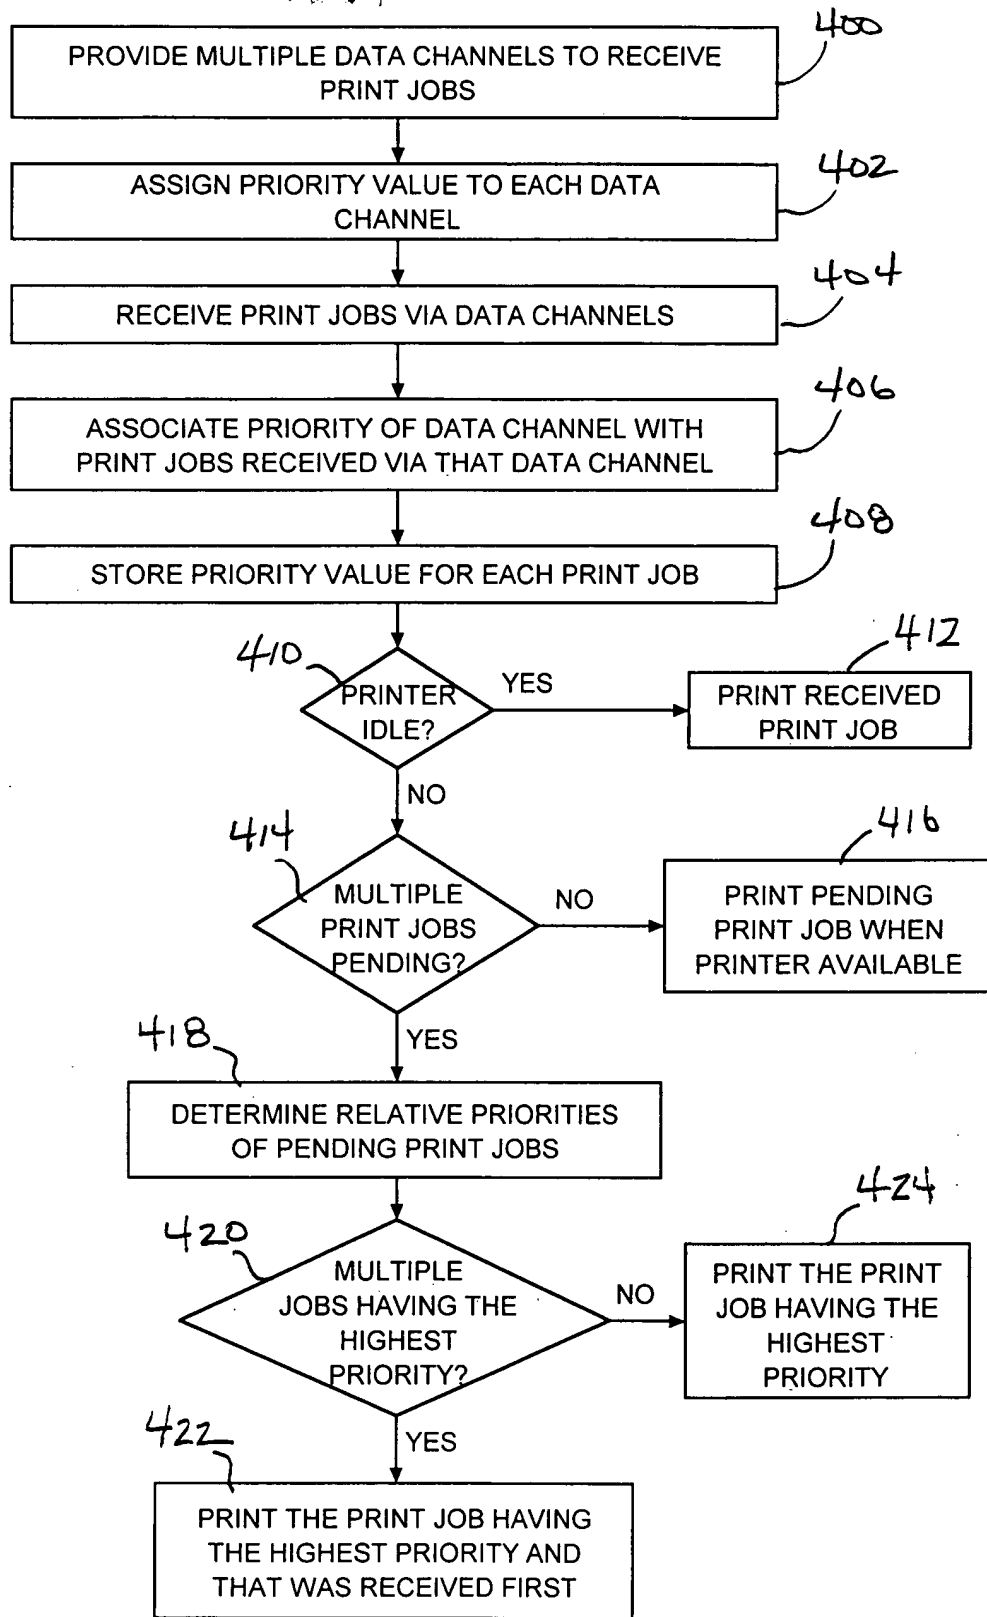 400
PROVIDE MULTIPLE DATA CHANNELS TO RECEIVE
PRINT JOBS
402
ASSIGN PRIORITY VALUE TO EACH DATA
CHANNEL
404
RECEIVE PRINT JOBS VIA DATA CHANNELS
406
ASSOCIATE PRIORITY OF DATA CHANNEL WITH
PRINT JOBS RECEIVED VIA THAT DATA CHANNEL
408
STORE PRIORITY VALUE FOR EACH PRINT JOB
410
PRINTER
IDLE?
YES
412
PRINT RECEIVED
PRINT JOB
NO
414
MULTIPLE
PRINT JOBS
PENDING?
NO
416
PRINT PENDING
PRINT JOB WHEN
PRINTER AVAILABLE
YES
418
DETERMINE RELATIVE PRIORITIES
OF PENDING PRINT JOBS
420
MULTIPLE
JOBS HAVING THE
HIGHEST
PRIORITY?
NO
424
PRINT THE PRINT
JOB HAVING THE
HIGHEST
PRIORITY
YES
422
PRINT THE PRINT JOB HAVING
THE HIGHEST PRIORITY AND
THAT WAS RECEIVED FIRST